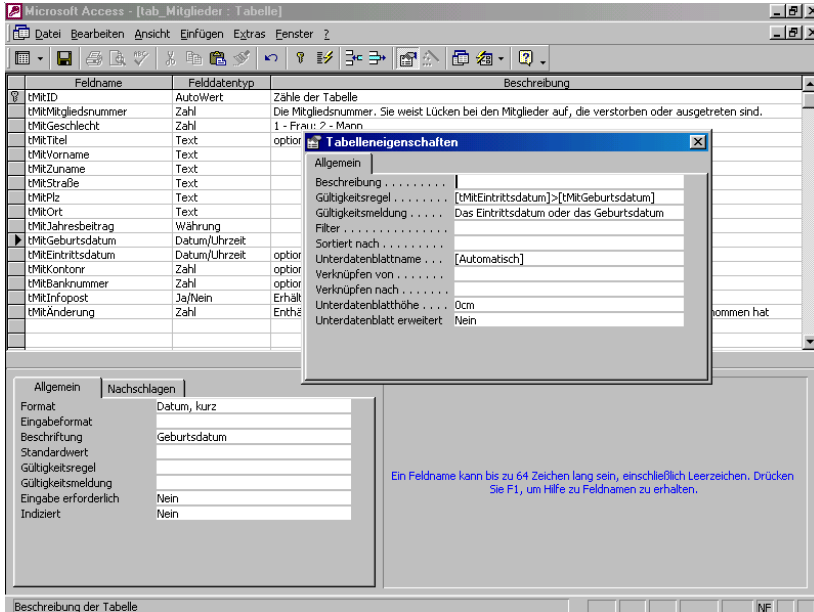 Microsoft Access - [tab_Mitglieder : Tabelle]
Datei Bearbeiten Ansicht Einfügen Extras Fenster ?
Feldname Felddatentyp Beschreibung
tMitID AutoWert Zähle der Tabelle
tMitMitgliedsnummer Zahl Die Mitgliedsnummer. Sie weist Lücken bei den Mitglieder auf, die verstorben oder ausgetreten sind.
tMitGeschlecht Zahl 1 - Frau; 2 - Mann
tMitTitel Text option
tMitVorname Text
tMitZuname Text
tMitStraße Text
tMitPlz Text
tMitOrt Text
tMitJahresbeitrag Währung
tMitGeburtsdatum Datum/Uhrzeit
tMitEintrittsdatum Datum/Uhrzeit option
tMitKontonr Zahl option
tMitBanknummer Zahl option
tMitInfopost Ja/Nein Erhält
tMitÄnderung Zahl Enthä ommen hat
Tabelleneigenschaften
Allgemein
Beschreibung . . . . . . . . .
Gültigkeitsregel . . . . . . . . [tMitEintrittsdatum]>[tMitGeburtsdatum]
Gültigkeitsmeldung . . . . . Das Eintrittsdatum oder das Geburtsdatum
Filter . . . . . . . . . . . . . . .
Sortiert nach . . . . . . . . .
Unterdatenblattname . . . [Automatisch]
Verknüpfen von . . . . . . .
Verknüpfen nach . . . . . . .
Unterdatenblatthöhe . . . . 0cm
Unterdatenblatt erweitert Nein
Allgemein Nachschlagen
Format Datum, kurz
Eingabeformat
Beschriftung Geburtsdatum
Standardwert
Gültigkeitsregel
Gültigkeitsmeldung
Eingabe erforderlich Nein
Indiziert Nein
Ein Feldname kann bis zu 64 Zeichen lang sein, einschließlich Leerzeichen. Drücken
Sie F1, um Hilfe zu Feldnamen zu erhalten.
Beschreibung der Tabelle NF